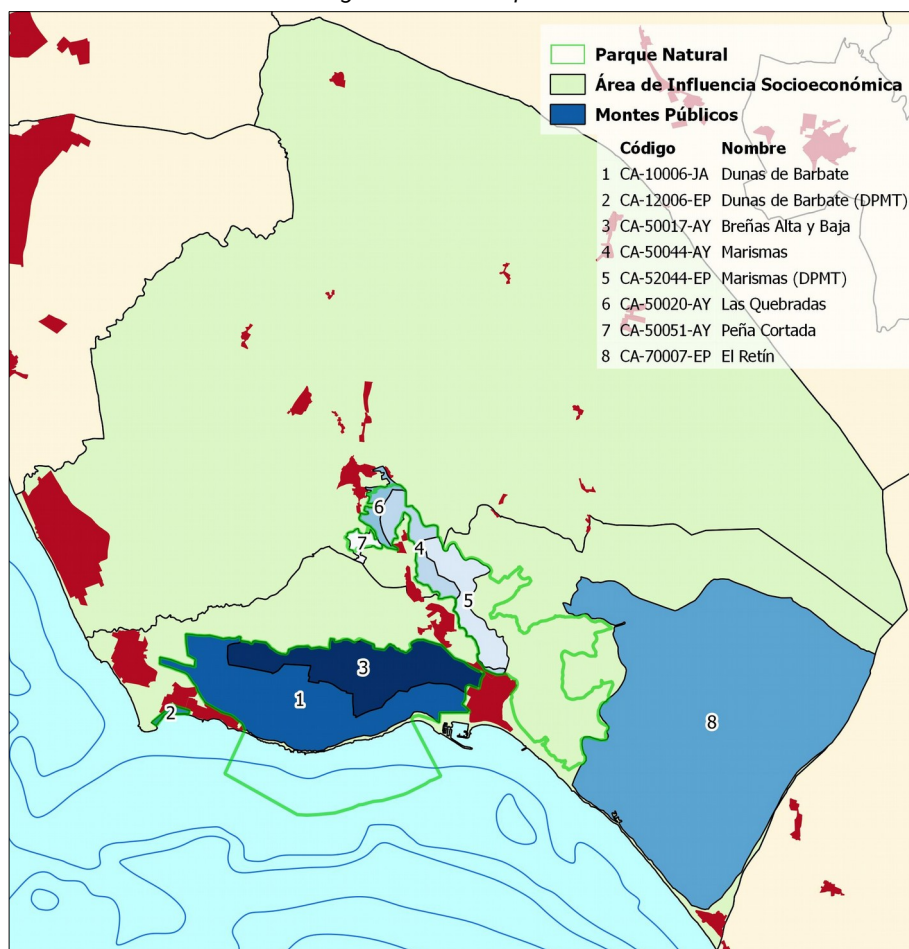 Parque Natural
Área de Influencia Socioeconómica
Montes Públicos
Código Nombre
1 CA-10006-JA Dunas de Barbate
2 CA-12006-EP Dunas de Barbate (DPMT)
3 CA-50017-AY Breñas Alta y Baja
4 CA-50044-AY Marismas
5 CA-52044-EP Marismas (DPMT)
6 CA-50020-AY Las Quebradas
7 CA-50051-AY Peña Cortada
8 CA-70007-EP El Retín
6
7
4
5
3
1
2
8